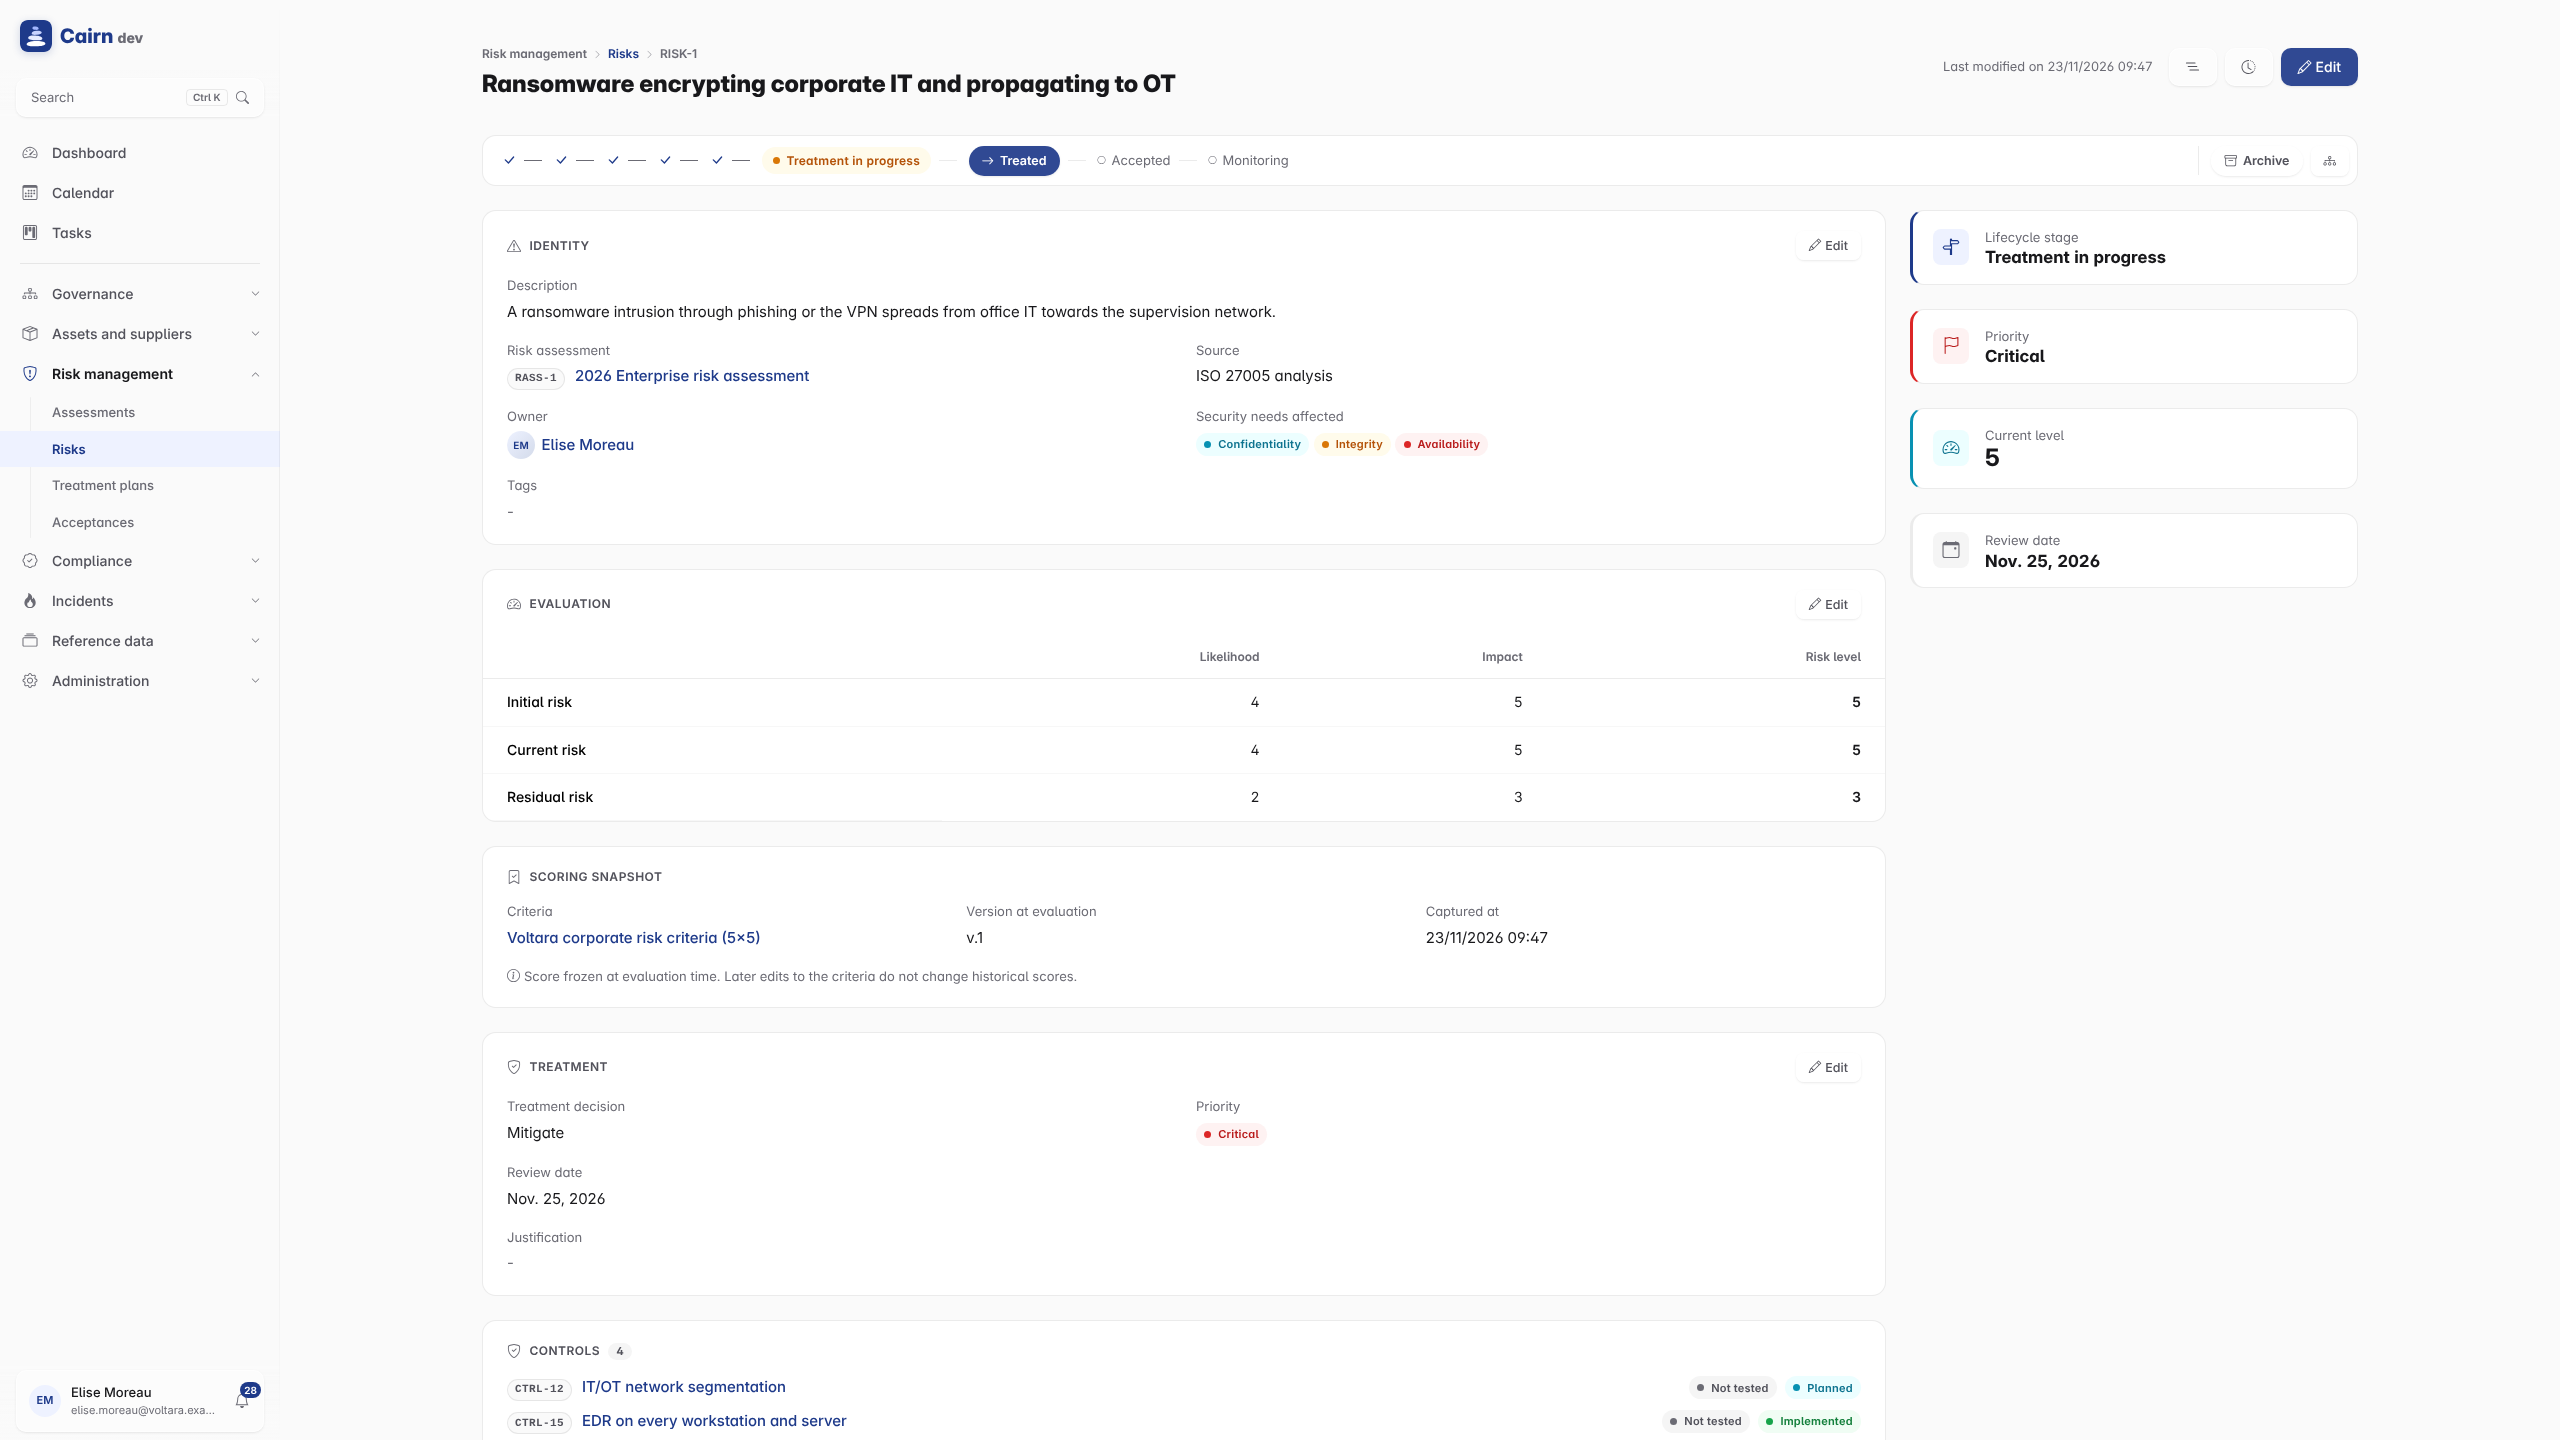 Cairn dev
Search
Ctrl K
Dashboard
Calendar
Tasks
Governance
Assets and suppliers
Risk management
Assessments
Risks
Treatment plans
Acceptances
Compliance
Incidents
Reference data
Administration
EM
Elise Moreau
elise.moreau@voltara.exa...
28
Risk management > Risks > RISK-1
Ransomware encrypting corporate IT and propagating to OT
Last modified on 23/11/2026 09:47
Edit
Treatment in progress
Treated
Accepted
Monitoring
Archive
IDENTITY
Edit
Description
A ransomware intrusion through phishing or the VPN spreads from office IT towards the supervision network.
Risk assessment
RASS-1 2026 Enterprise risk assessment
Source
ISO 27005 analysis
Owner
EM Elise Moreau
Security needs affected
Confidentiality Integrity Availability
Tags
-
EVALUATION
Edit
Likelihood Impact Risk level
Initial risk 4 5 5
Current risk 4 5 5
Residual risk 2 3 3
SCORING SNAPSHOT
Criteria
Voltara corporate risk criteria (5×5)
Version at evaluation
v.1
Captured at
23/11/2026 09:47
Score frozen at evaluation time. Later edits to the criteria do not change historical scores.
TREATMENT
Edit
Treatment decision
Mitigate
Priority
Critical
Review date
Nov. 25, 2026
Justification
-
CONTROLS 4
CTRL-12 IT/OT network segmentation Not tested Planned
CTRL-15 EDR on every workstation and server Not tested Implemented
Lifecycle stage
Treatment in progress
Priority
Critical
Current level
5
Review date
Nov. 25, 2026